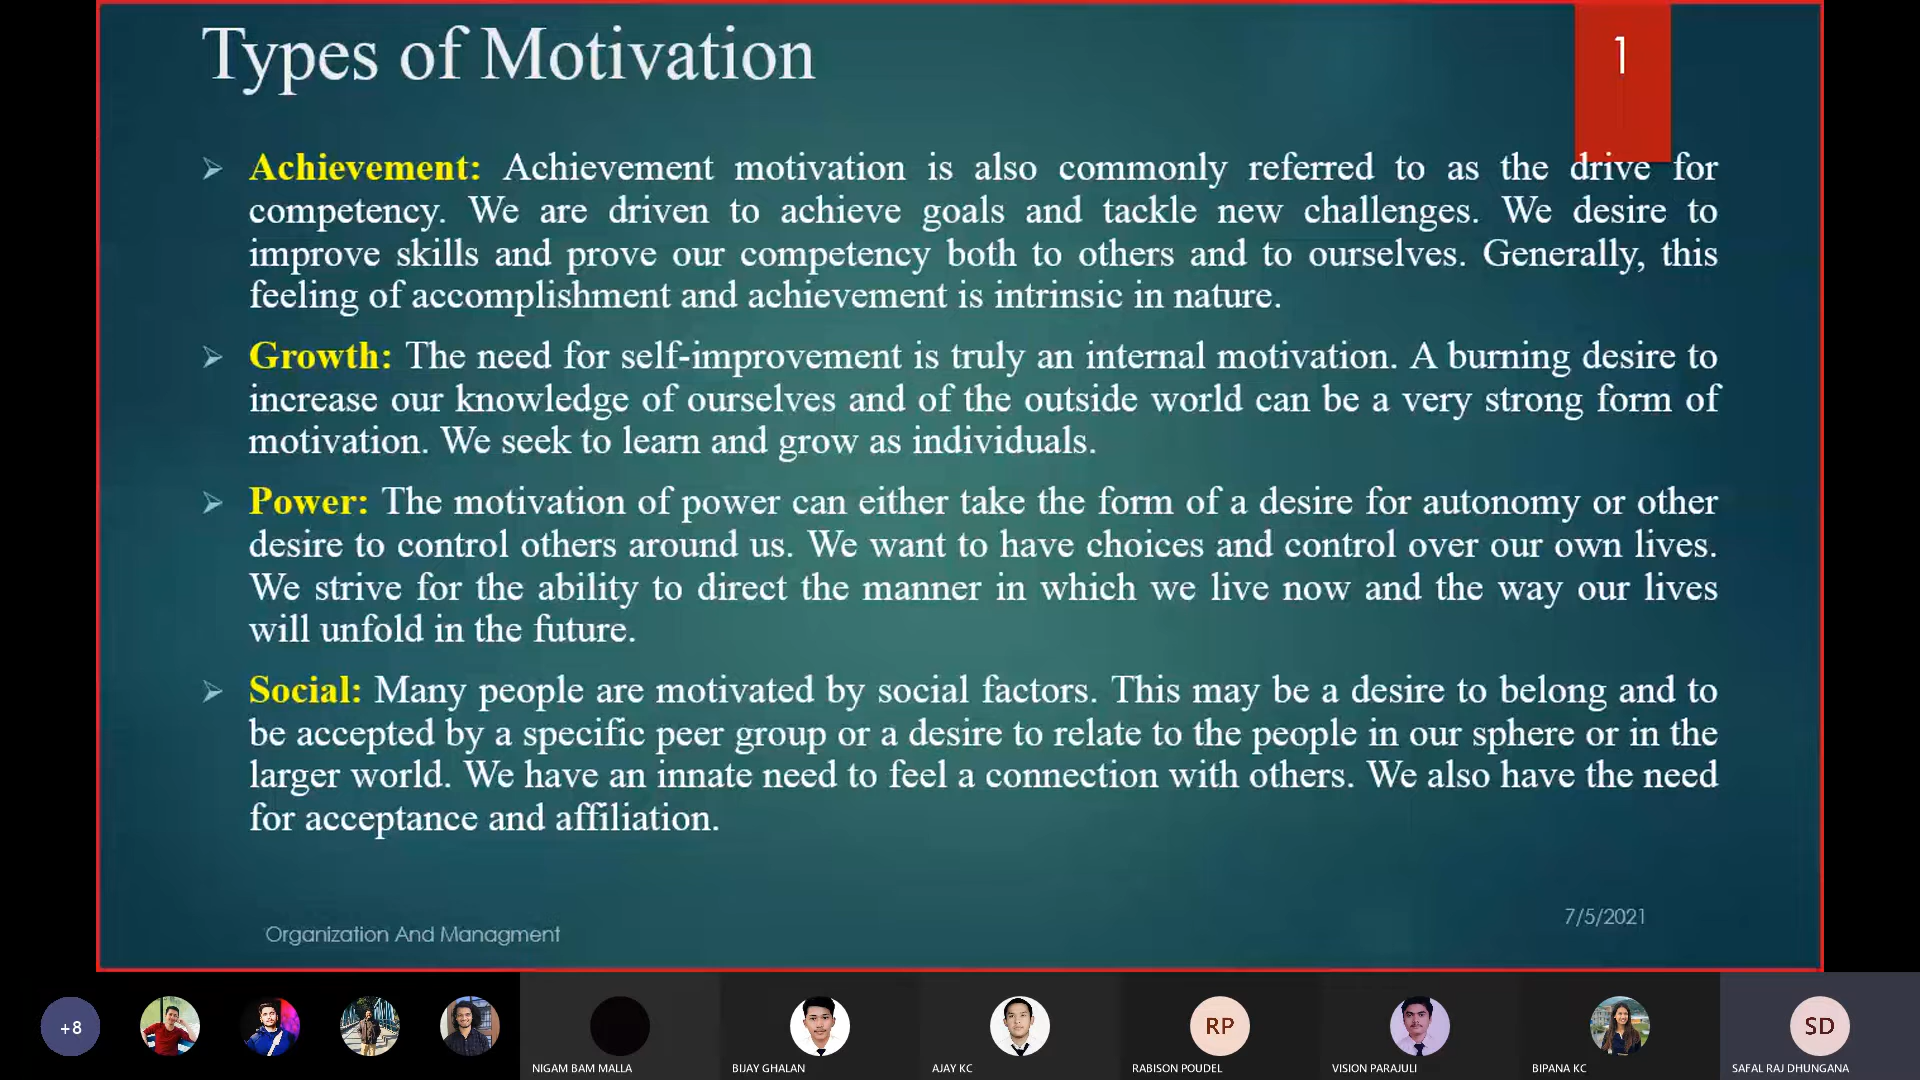 Types of Motivation
1
➢ Achievement: Achievement motivation is also commonly referred to as the drive for
competency. We are driven to achieve goals and tackle new challenges. We desire to
improve skills and prove our competency both to others and to ourselves. Generally, this
feeling of accomplishment and achievement is intrinsic in nature.
➢ Growth: The need for self-improvement is truly an internal motivation. A burning desire to
increase our knowledge of ourselves and of the outside world can be a very strong form of
motivation. We seek to learn and grow as individuals.
➢ Power: The motivation of power can either take the form of a desire for autonomy or other
desire to control others around us. We want to have choices and control over our own lives.
We strive for the ability to direct the manner in which we live now and the way our lives
will unfold in the future.
➢ Social: Many people are motivated by social factors. This may be a desire to belong and to
be accepted by a specific peer group or a desire to relate to the people in our sphere or in the
larger world. We have an innate need to feel a connection with others. We also have the need
for acceptance and affiliation.
7/5/2021
Organization And Managment
+8
RP
SD
NIGAM BAM MALLA
BIJAY GHALAN
AJAY KC
RABISON POUDEL
VISION PARAJULI
BIPANA KC
SAFAL RAJ DHUNGANA